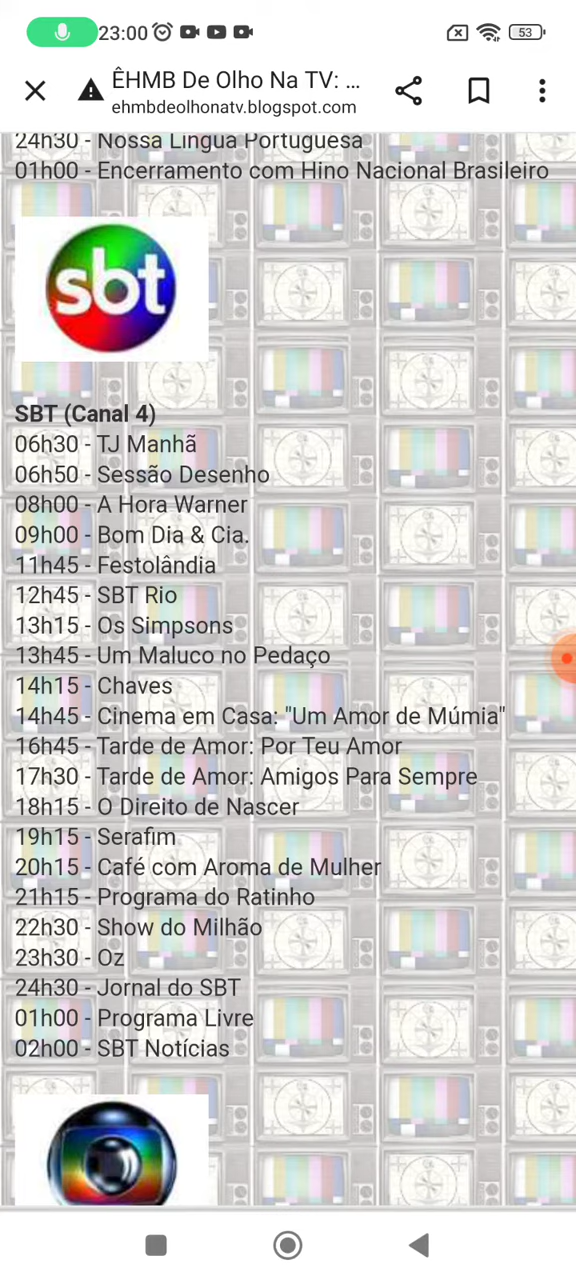 23:00
53
ÊHMB De Olho Na TV: ...
ehmbdeolhonatv.blogspot.com
24h30 - Nossa Língua Portuguesa
01h00 - Encerramento com Hino Nacional Brasileiro
sbt
SBT (Canal 4)
06h30 - TJ Manhã
06h50 - Sessão Desenho
08h00 - A Hora Warner
09h00 - Bom Dia & Cia.
11h45 - Festolândia
12h45 - SBT Rio
13h15 - Os Simpsons
13h45 - Um Maluco no Pedaço
14h15 - Chaves
14h45 - Cinema em Casa: "Um Amor de Múmia"
16h45 - Tarde de Amor: Por Teu Amor
17h30 - Tarde de Amor: Amigos Para Sempre
18h15 - O Direito de Nascer
19h15 - Serafim
20h15 - Café com Aroma de Mulher
21h15 - Programa do Ratinho
22h30 - Show do Milhão
23h30 - Oz
24h30 - Jornal do SBT
01h00 - Programa Livre
02h00 - SBT Notícias